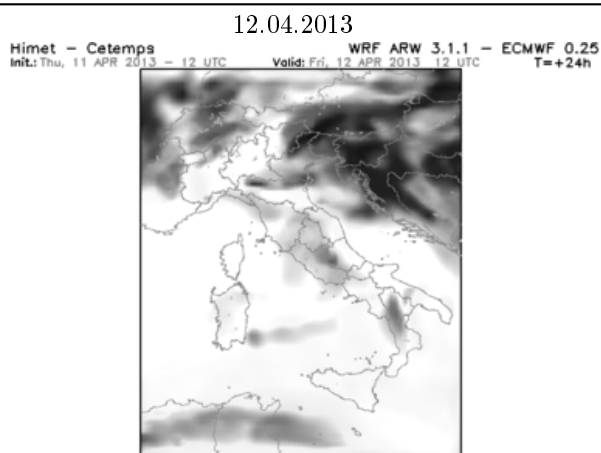 12.04.2013
Himet - Cetemps WRF ARW 3.1.1 - ECMWF 0.25
Init.: Thu, 11 APR 2013 - 12 UTC Valid: Fri, 12 APR 2013 12 UTC T=+24h